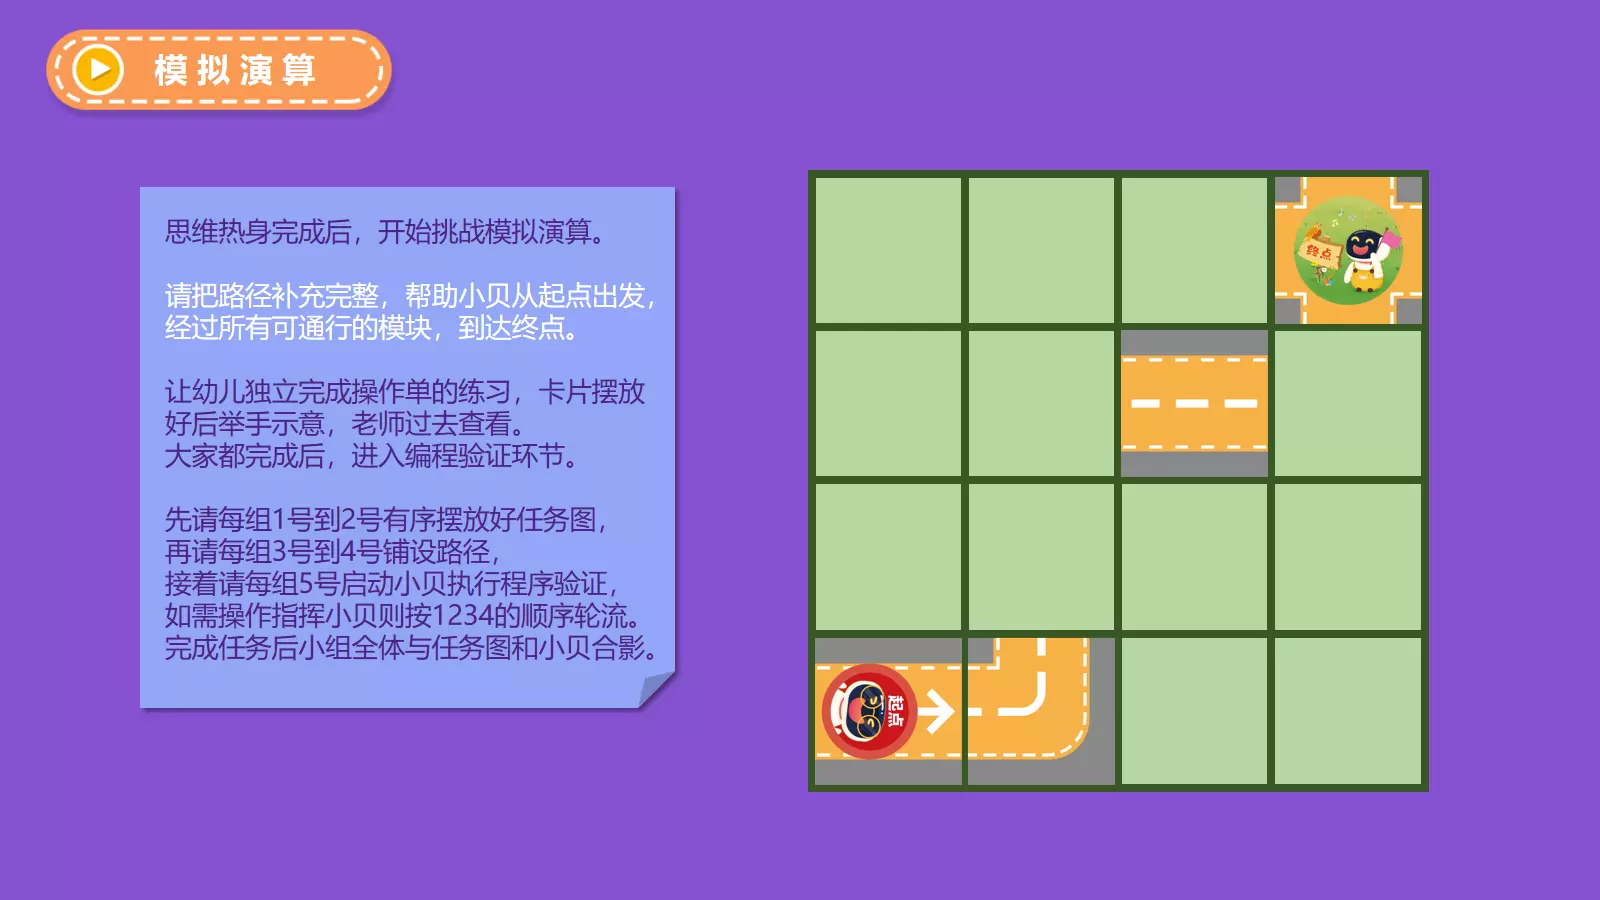 模拟演算
思维热身完成后，开始挑战模拟演算。
请把路径补充完整，帮助小贝从起点出发，
经过所有可通行的模块，到达终点。
让幼儿独立完成操作单的练习，卡片摆放
好后举手示意，老师过去查看。
大家都完成后，进入编程验证环节。
先请每组1号到2号有序摆放好任务图，
再请每组3号到4号铺设路径，
接着请每组5号启动小贝执行程序验证，
如需操作指挥小贝则按1234的顺序轮流。
完成任务后小组全体与任务图和小贝合影。
终点
起点